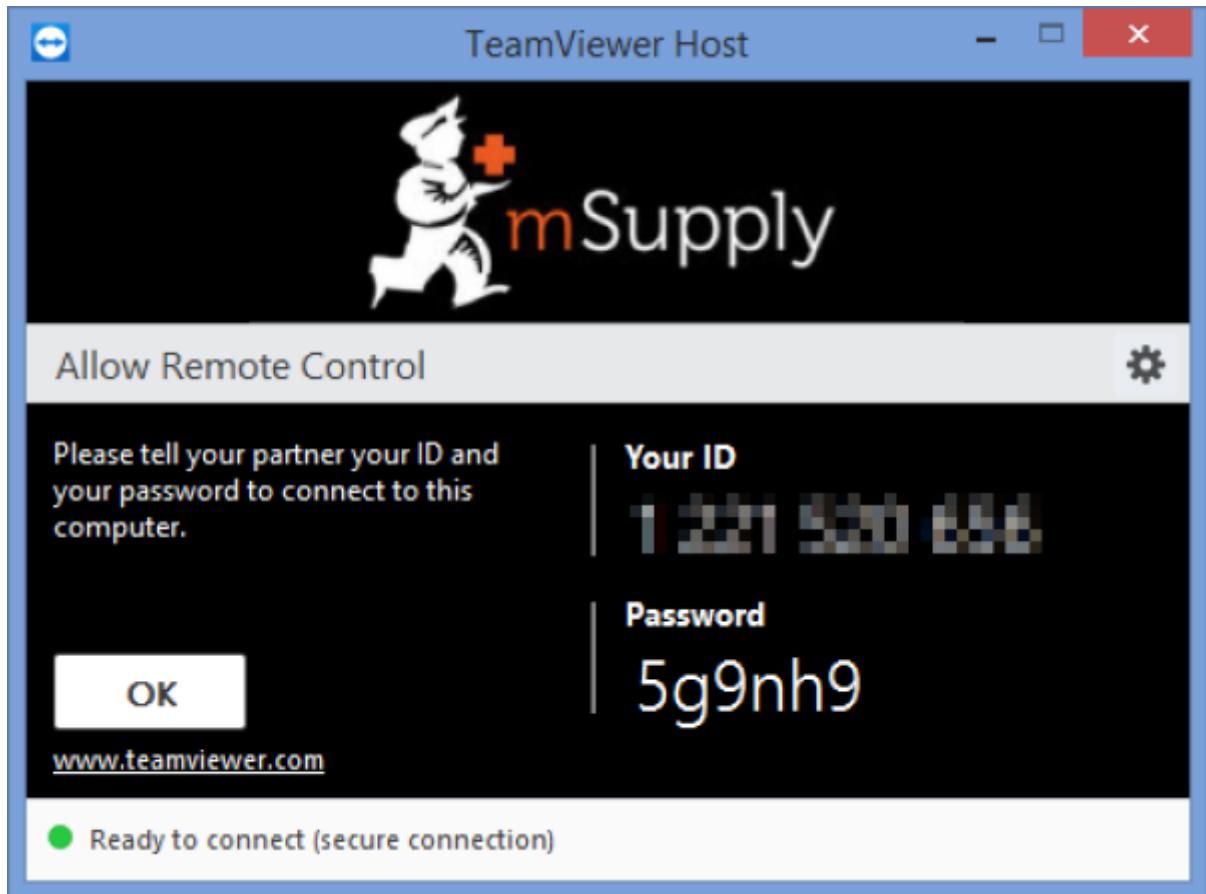 TeamViewer Host
mSupply
Allow Remote Control
Please tell your partner your ID and
your password to connect to this
computer.
OK
www.teamviewer.com
Your ID
Password
5g9nh9
Ready to connect (secure connection)